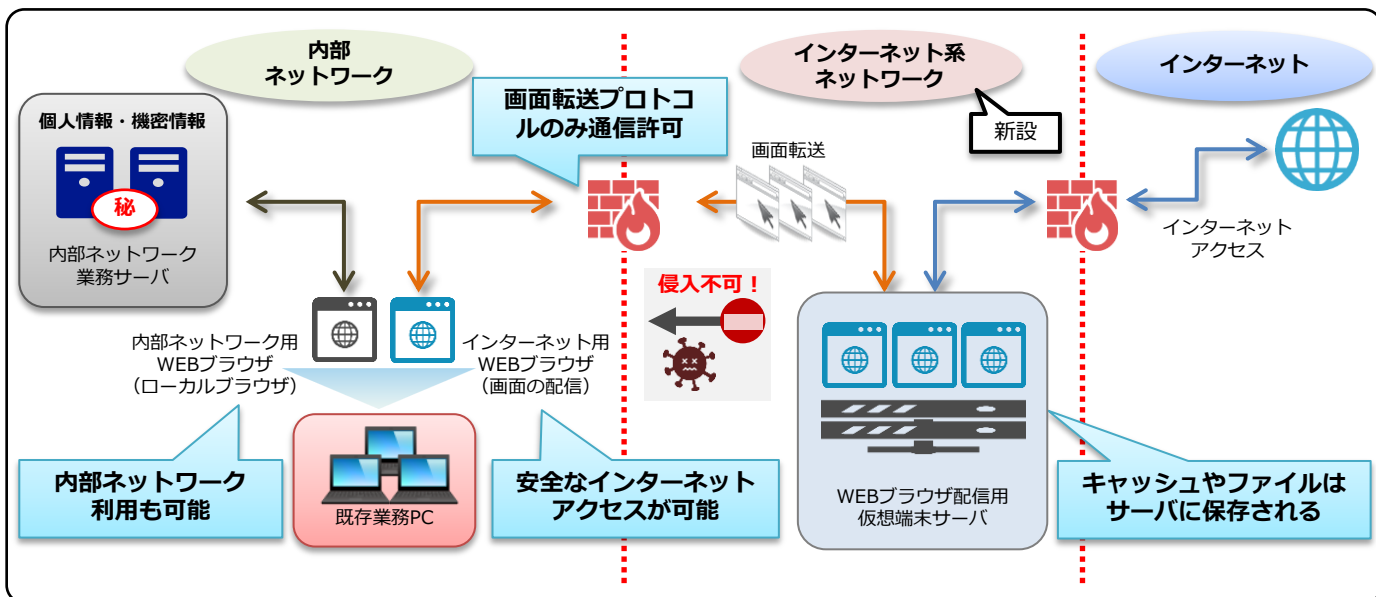 内部
ネットワーク
インターネット系
ネットワーク
インターネット
新設
画面転送プロトコ
ルのみ通信許可
個人情報・機密情報
秘
内部ネットワーク
業務サーバ
画面転送
インターネット
アクセス
侵入不可！
内部ネットワーク用
WEBブラウザ
（ローカルブラウザ）
インターネット用
WEBブラウザ
（画面の配信）
内部ネットワーク
利用も可能
既存業務PC
安全なインターネット
アクセスが可能
WEBブラウザ配信用
仮想端末サーバ
キャッシュやファイルは
サーバに保存される